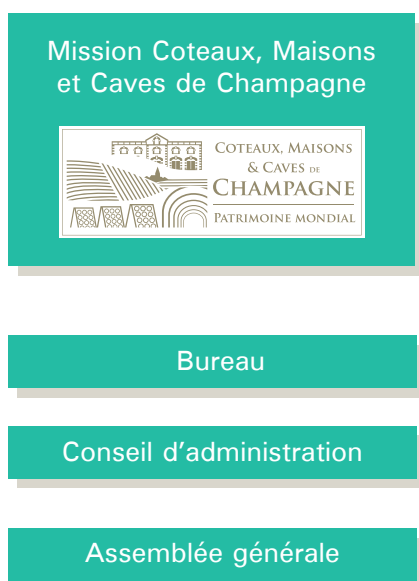 Mission Coteaux, Maisons
et Caves de Champagne
COTEAUX, MAISONS
& CAVES DE
CHAMPAGNE
PATRIMOINE MONDIAL
Bureau
Conseil d’administration
Assemblée générale